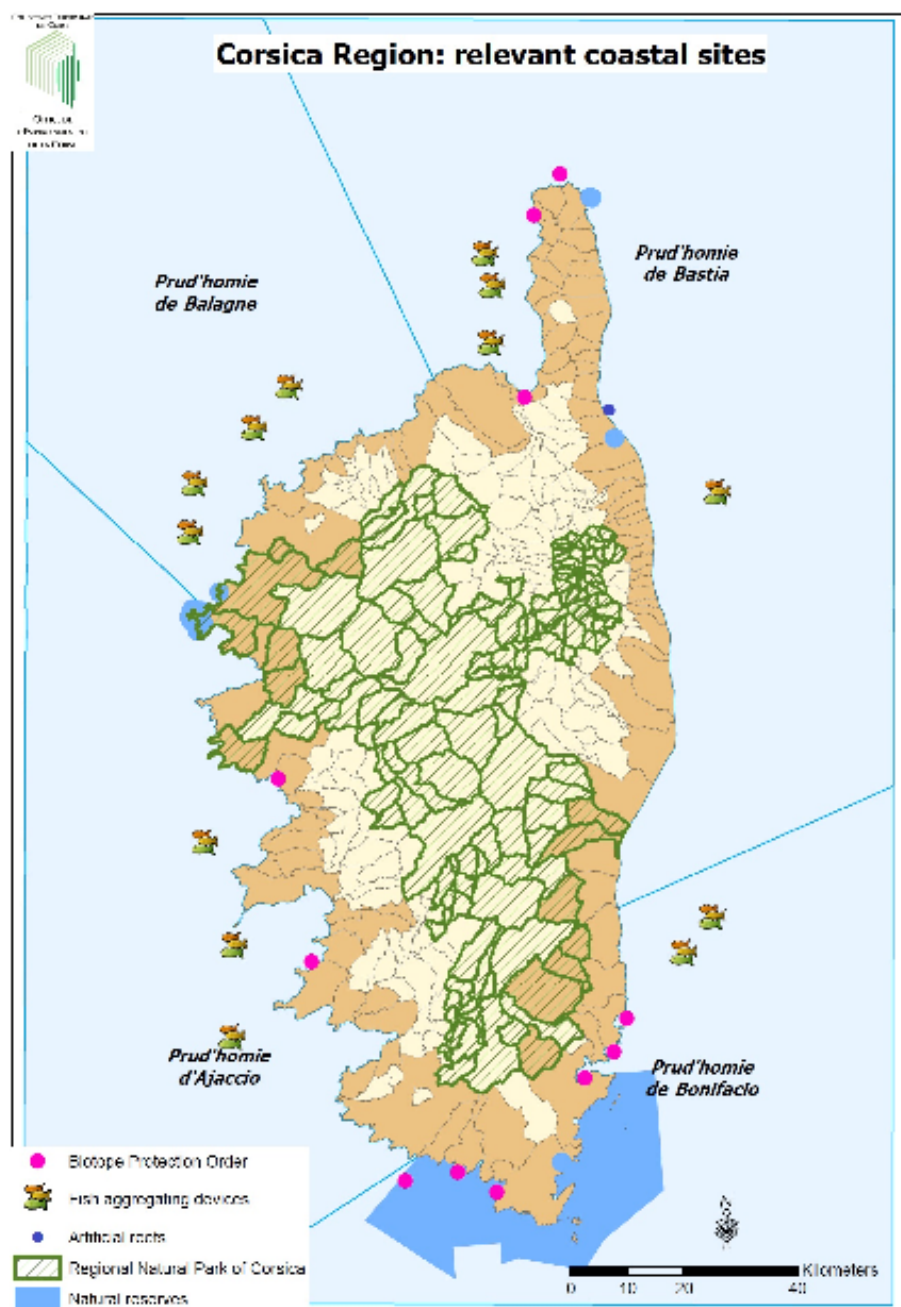 Corsica Region: relevant coastal sites
Prud'homie
de Bastia
Prud'homie
de Balagne
Prud'homie
d'Ajaccio
Prud'homie
de Bonifacio
Biotope Protection Order
Fish aggregating devices
Artificial reefs
Regional Natural Park of Corsica
Natural reserves
Kilometers
0 10 20 40